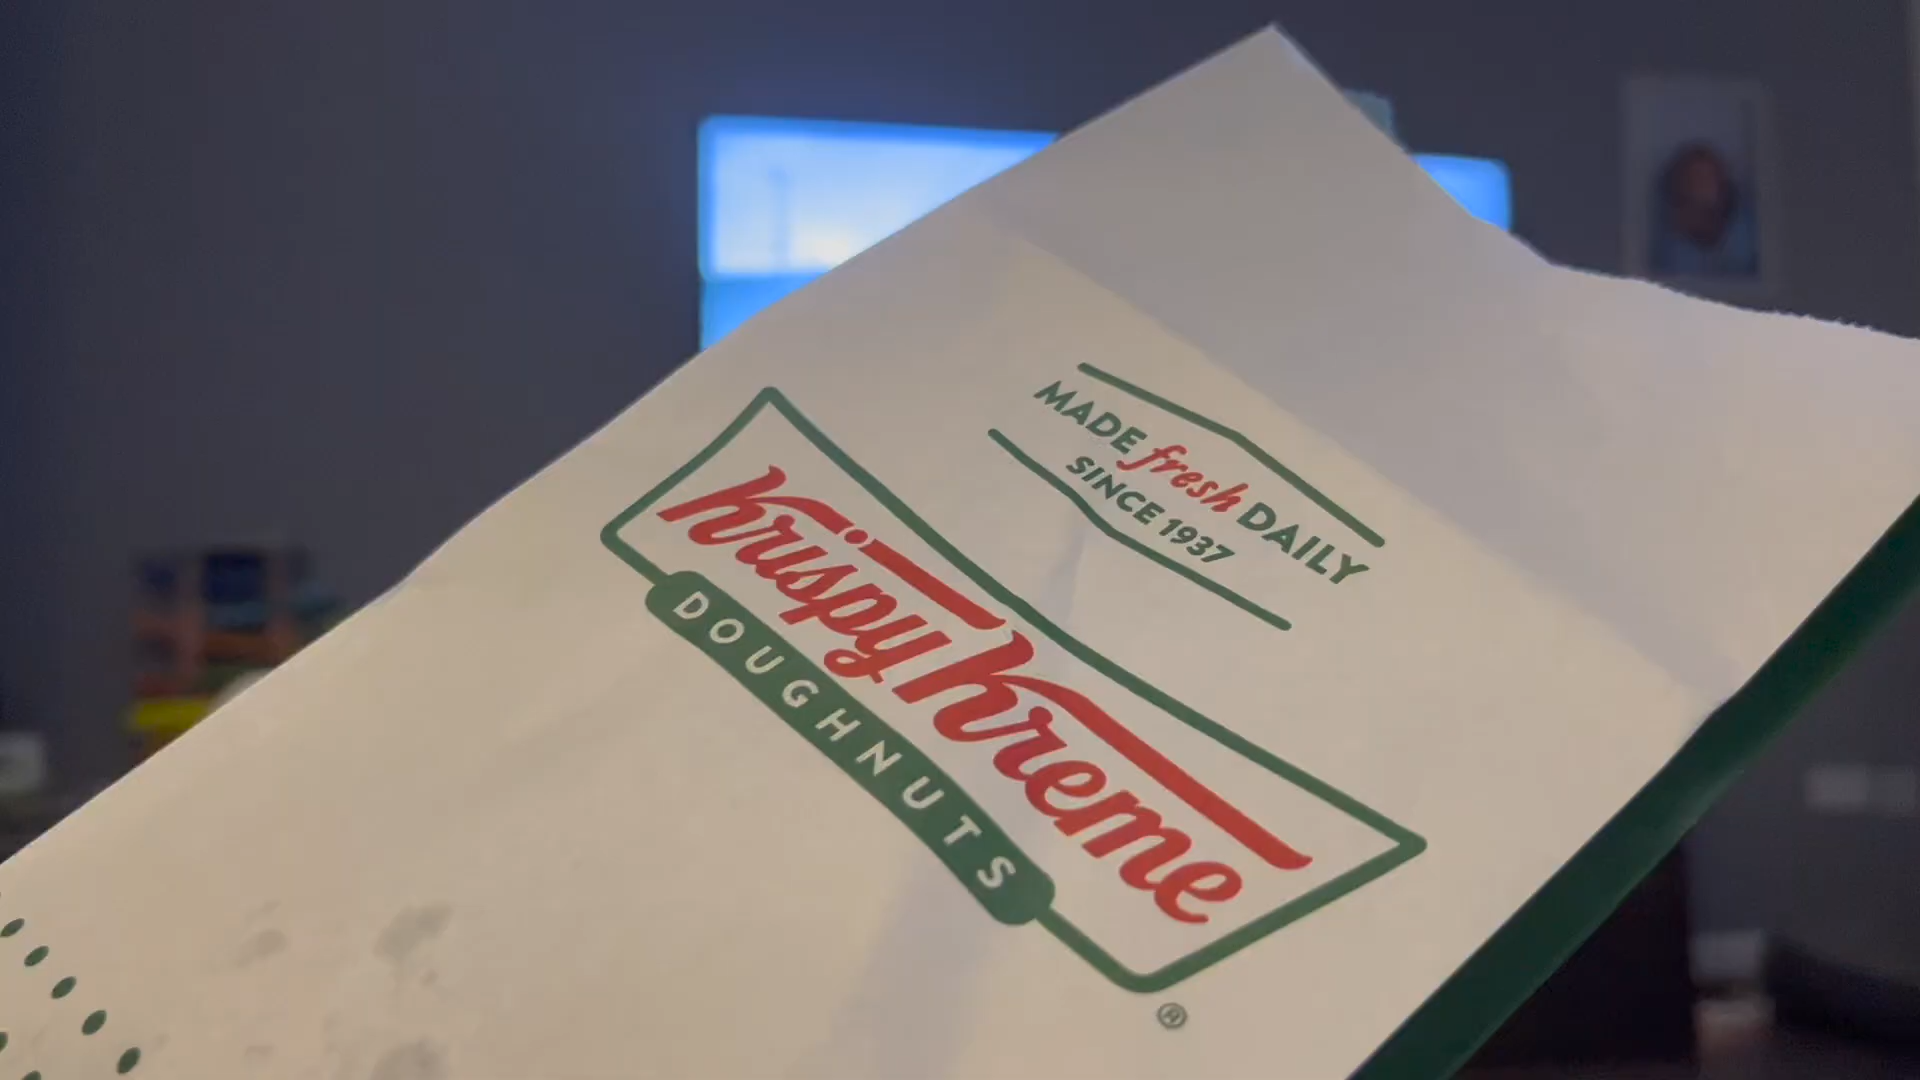 MADE fresh DAILY
SINCE 1937
Krispy Kreme
DOUGHNUTS
®